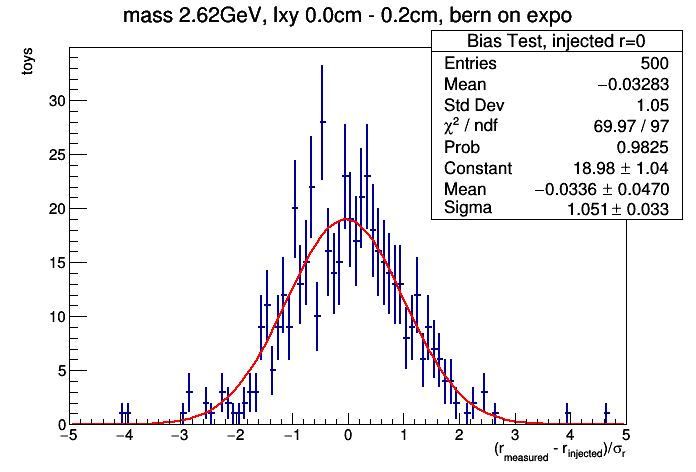 mass 2.62GeV, lxy 0.0cm - 0.2cm, bern on expo
toys
Bias Test, injected r=0
Entries 500
Mean −0.03283
Std Dev 1.05
χ² / ndf 69.97 / 97
Prob 0.9825
Constant 18.98 ± 1.04
Mean −0.0336 ± 0.0470
Sigma 1.051 ± 0.033
30
25
20
15
10
5
0
−5 −4 −3 −2 −1 0 1 2 3 4 5
(r_measured - r_injected)/σ_r